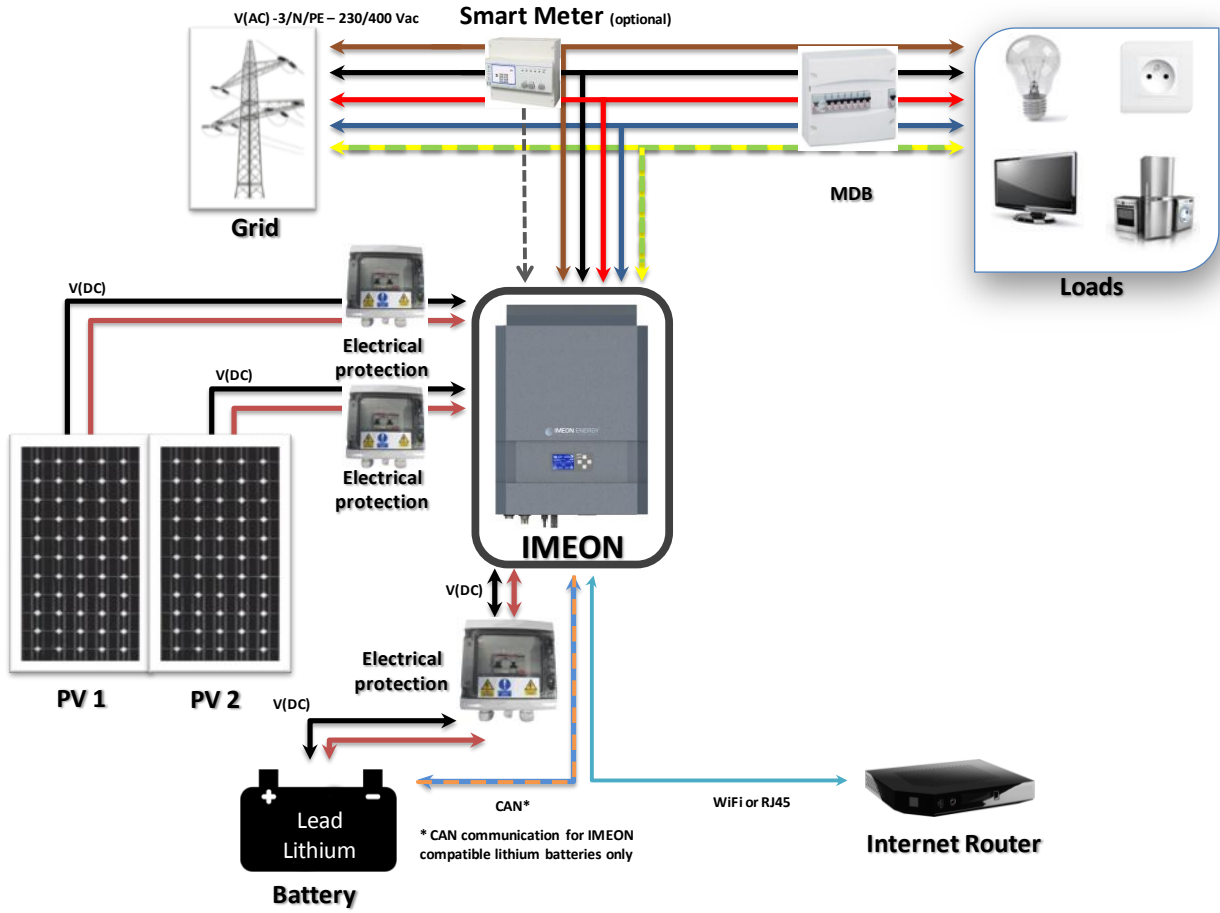 V(AC) -3/N/PE – 230/400 Vac
Smart Meter (optional)
MDB
Grid
Loads
V(DC)
Electrical
protection
V(DC)
Electrical
protection
IMEON ENERGY
IMEON
PV 1
PV 2
V(DC)
Electrical
protection
V(DC)
CAN*
WiFi or RJ45
* CAN communication for IMEON
compatible lithium batteries only
+ -
Lead
Lithium
Battery
Internet Router